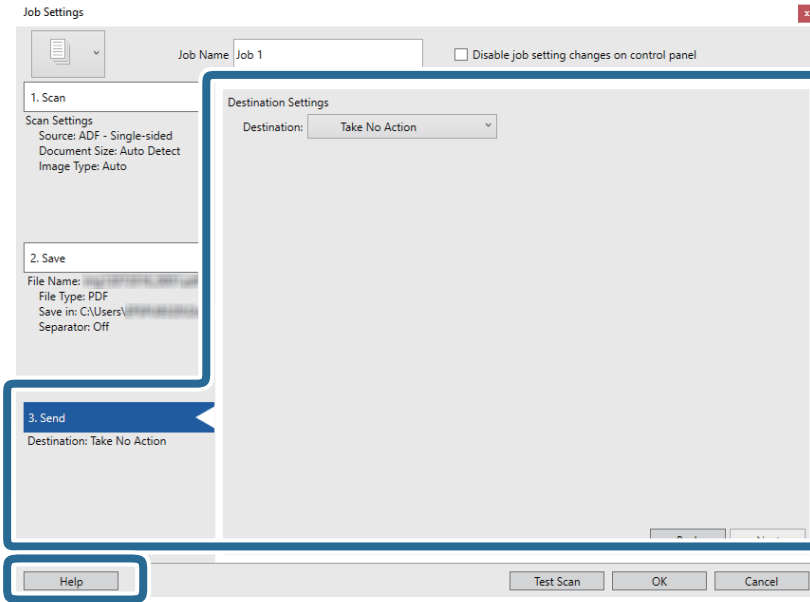 Job Settings
Job Name Job 1 Disable job setting changes on control panel
1. Scan
Scan Settings
Source: ADF - Single-sided
Document Size: Auto Detect
Image Type: Auto
Destination Settings
Destination: Take No Action
2. Save
File Name:
File Type: PDF
Save in: C:\Users\
Separator: Off
3. Send
Destination: Take No Action
Help Test Scan OK Cancel